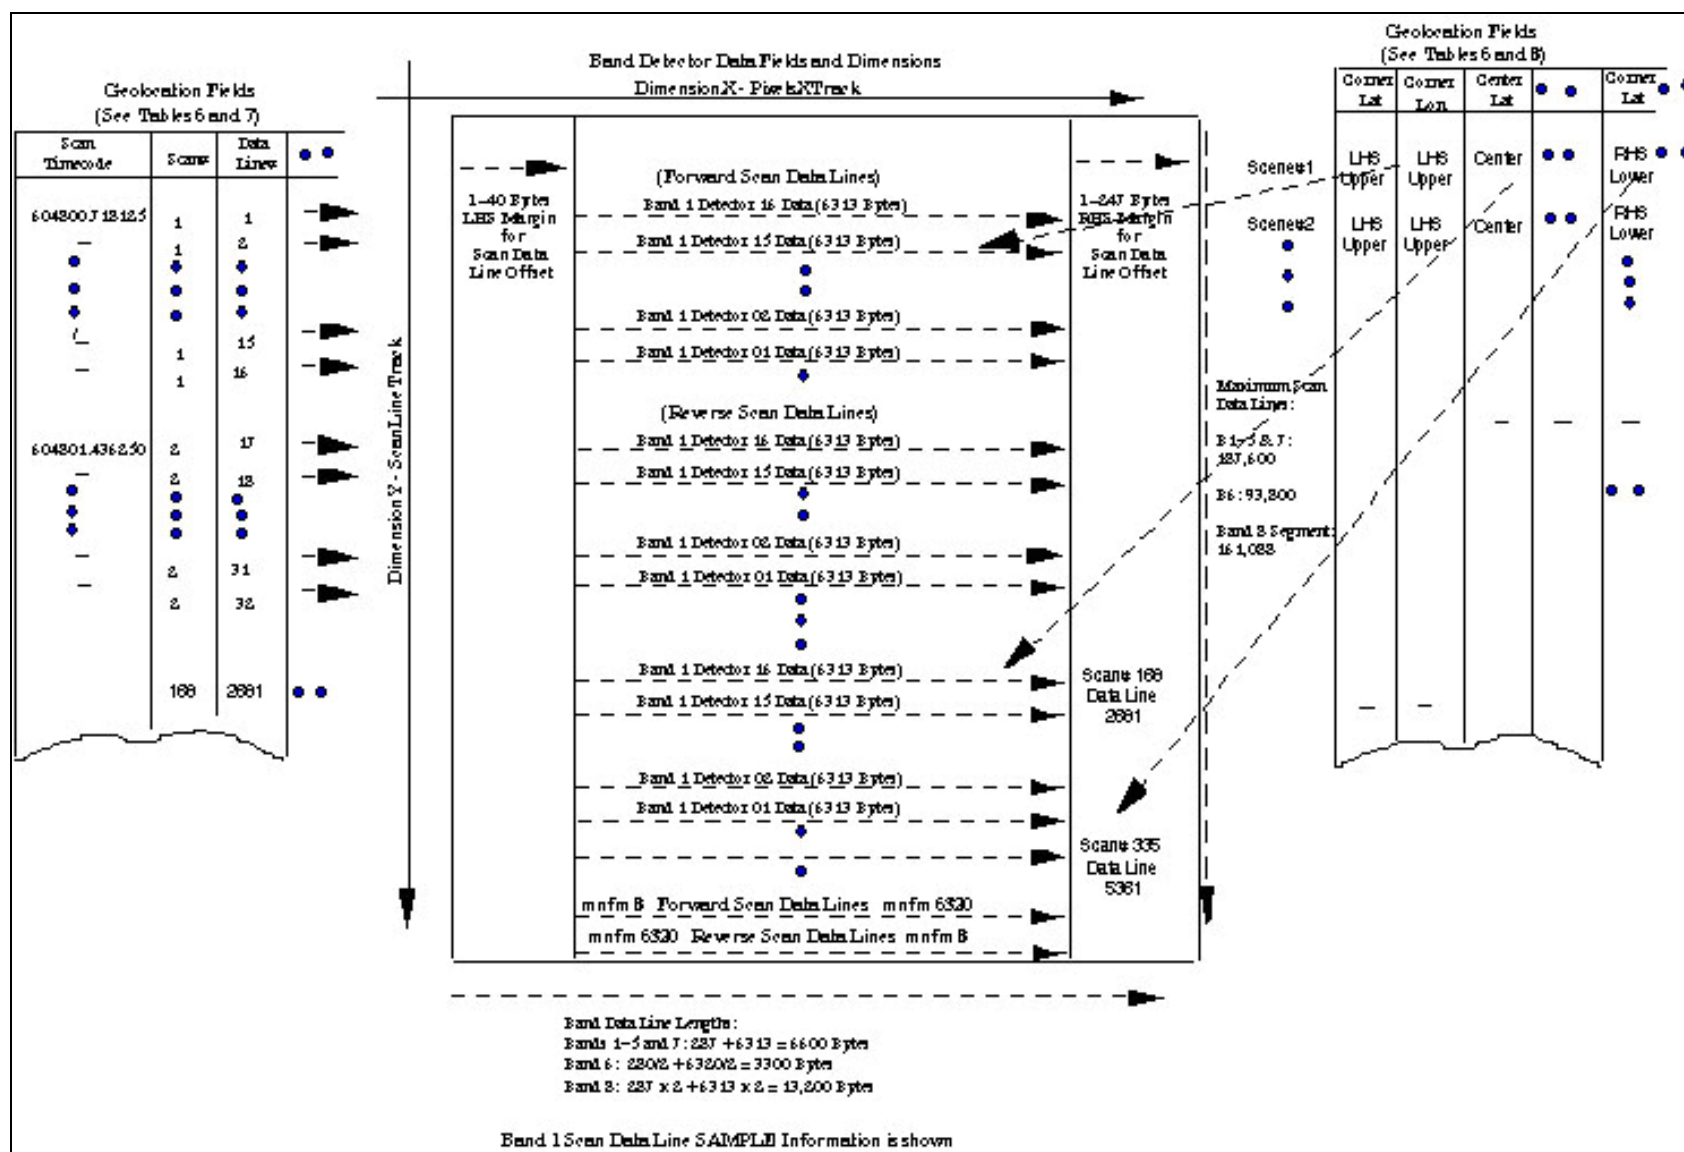 Geolocation Fields
(See Tables 6 and 7)
Scan
Timecode
Scan#
Data
Line#
604800.718125
1
1
1
2
1
15
1
16
604801.436250
2
17
2
18
2
31
2
32
168
2681
Band Detector Data Fields and Dimensions
Dimension X - PixelsXTrack
Dimension Y - ScanLineTrack
1-40 Bytes
LHS Margin
for
Scan Data
Line Offset
(Forward Scan Data Lines)
Band 1 Detector 16 Data (6313 Bytes)
Band 1 Detector 15 Data (6313 Bytes)
Band 1 Detector 02 Data (6313 Bytes)
Band 1 Detector 01 Data (6313 Bytes)
(Reverse Scan Data Lines)
Band 1 Detector 16 Data (6313 Bytes)
Band 1 Detector 15 Data (6313 Bytes)
Band 1 Detector 02 Data (6313 Bytes)
Band 1 Detector 01 Data (6313 Bytes)
Band 1 Detector 16 Data (6313 Bytes)
Band 1 Detector 15 Data (6313 Bytes)
Band 1 Detector 02 Data (6313 Bytes)
Band 1 Detector 01 Data (6313 Bytes)
mnfm 8 Forward Scan Data Lines mnfm 6320
mnfm 6320 Reverse Scan Data Lines mnfm 8
1-247 Bytes
RHS Margin
for
Scan Data
Line Offset
Scan# 168
Data Line
2681
Scan# 335
Data Line
5361
Maximum Scan
Data Lines:
B1-5 & 7:
187,600
B6: 93,800
Band 8 Segment:
161,088
Geolocation Fields
(See Tables 6 and 8)
Corner
Lat
Corner
Lon
Center
Lat
Corner
Lat
Scene#1
LHS
Upper
LHS
Upper
Center
RHS
Lower
Scene#2
LHS
Upper
LHS
Upper
Center
RHS
Lower
Band Data Line Lengths:
Bands 1-5 and 7: 287 + 6313 = 6600 Bytes
Band 6: 280/2 + 6320/2 = 3300 Bytes
Band 8: 287 x 2 + 6313 x 2 = 13,200 Bytes
Band 1 Scan Data Line SAMPLE Information is shown